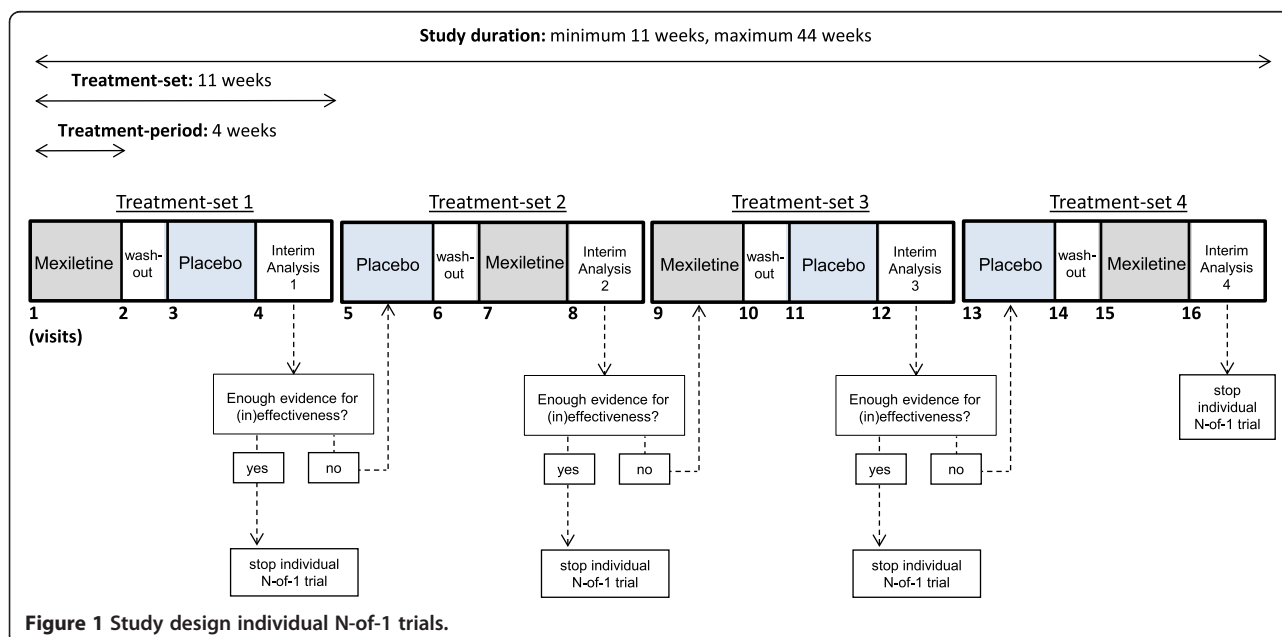 Study duration: minimum 11 weeks, maximum 44 weeks
Treatment-set: 11 weeks
Treatment-period: 4 weeks
Treatment-set 1
Treatment-set 2
Treatment-set 3
Treatment-set 4
Mexiletine
wash-
out
Placebo
Interim
Analysis
1
Placebo
wash-
out
Mexiletine
Interim
Analysis
2
Mexiletine
wash-
out
Placebo
Interim
Analysis
3
Placebo
wash-
out
Mexiletine
Interim
Analysis
4
1 2 3 4 5 6 7 8 9 10 11 12 13 14 15 16
(visits)
Enough evidence for
(in)effectiveness?
yes
no
stop individual
N-of-1 trial
Enough evidence for
(in)effectiveness?
yes
no
stop individual
N-of-1 trial
Enough evidence for
(in)effectiveness?
yes
no
stop individual
N-of-1 trial
stop
individual
N-of-1 trial
Figure 1 Study design individual N-of-1 trials.